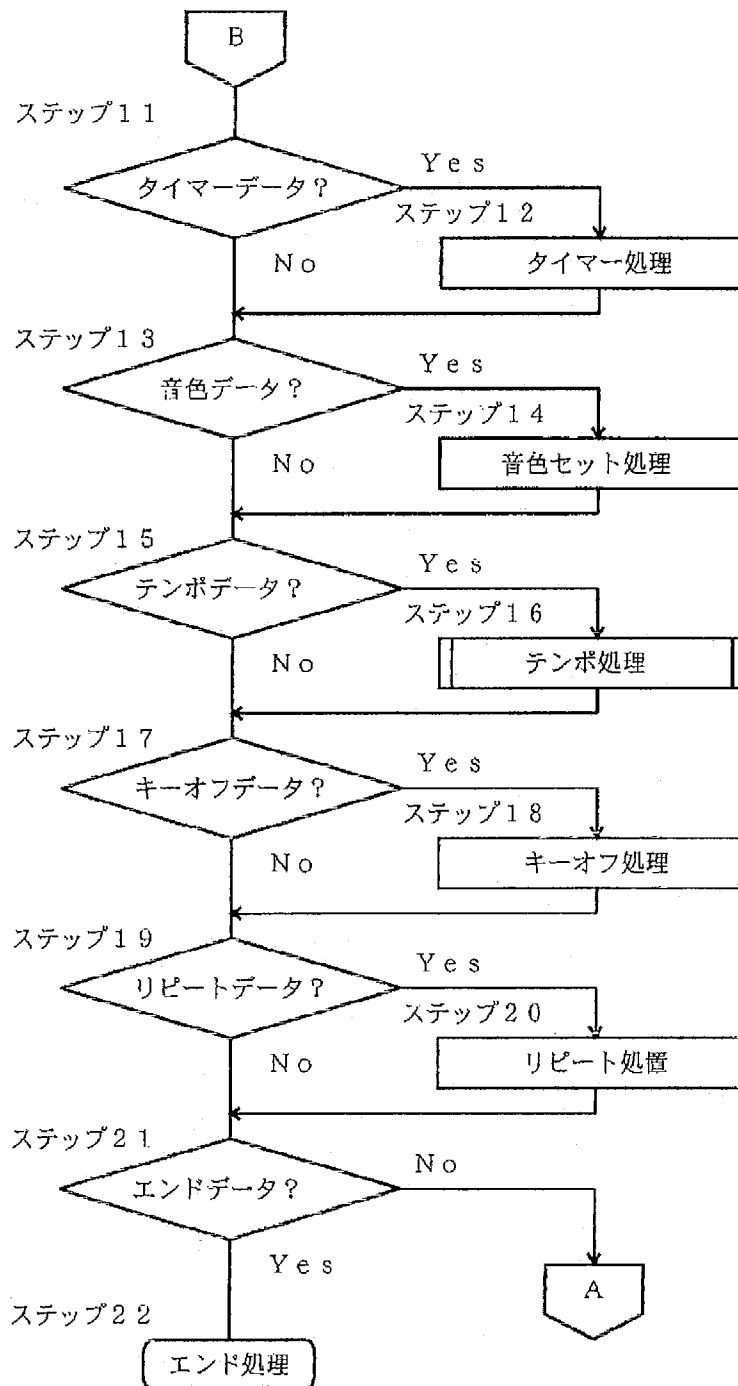 B
ステップ11
タイマーデータ?
Yes
ステップ12
タイマー処理
No
ステップ13
音色データ?
Yes
ステップ14
音色セット処理
No
ステップ15
テンポデータ?
Yes
ステップ16
テンポ処理
No
ステップ17
キーオフデータ?
Yes
ステップ18
キーオフ処理
No
ステップ19
リピートデータ?
Yes
ステップ20
リピート処置
No
ステップ21
エンドデータ?
No
A
Yes
ステップ22
エンド処理